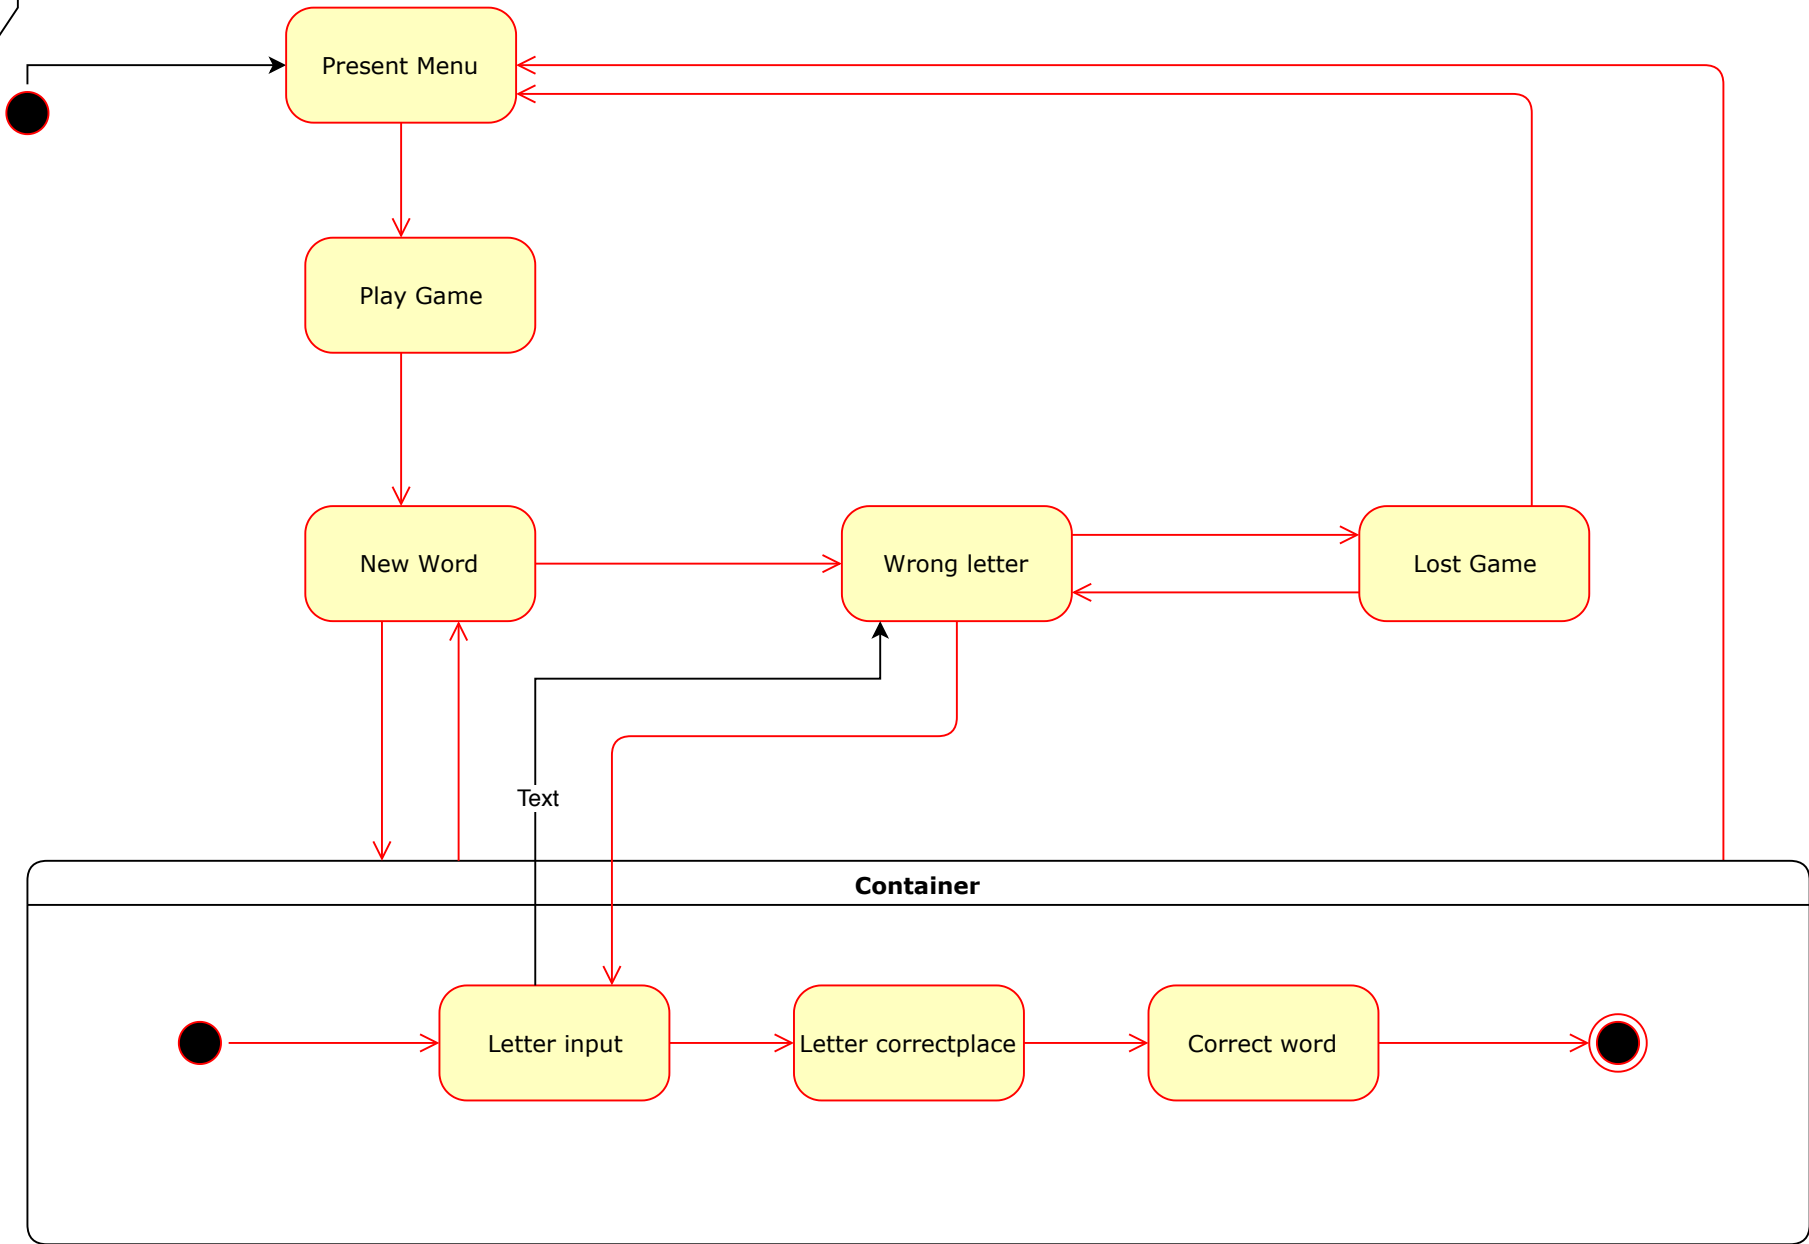 Present Menu
Play Game
New Word
Wrong letter
Lost Game
Text
Container
Letter input
Letter correctplace
Correct word